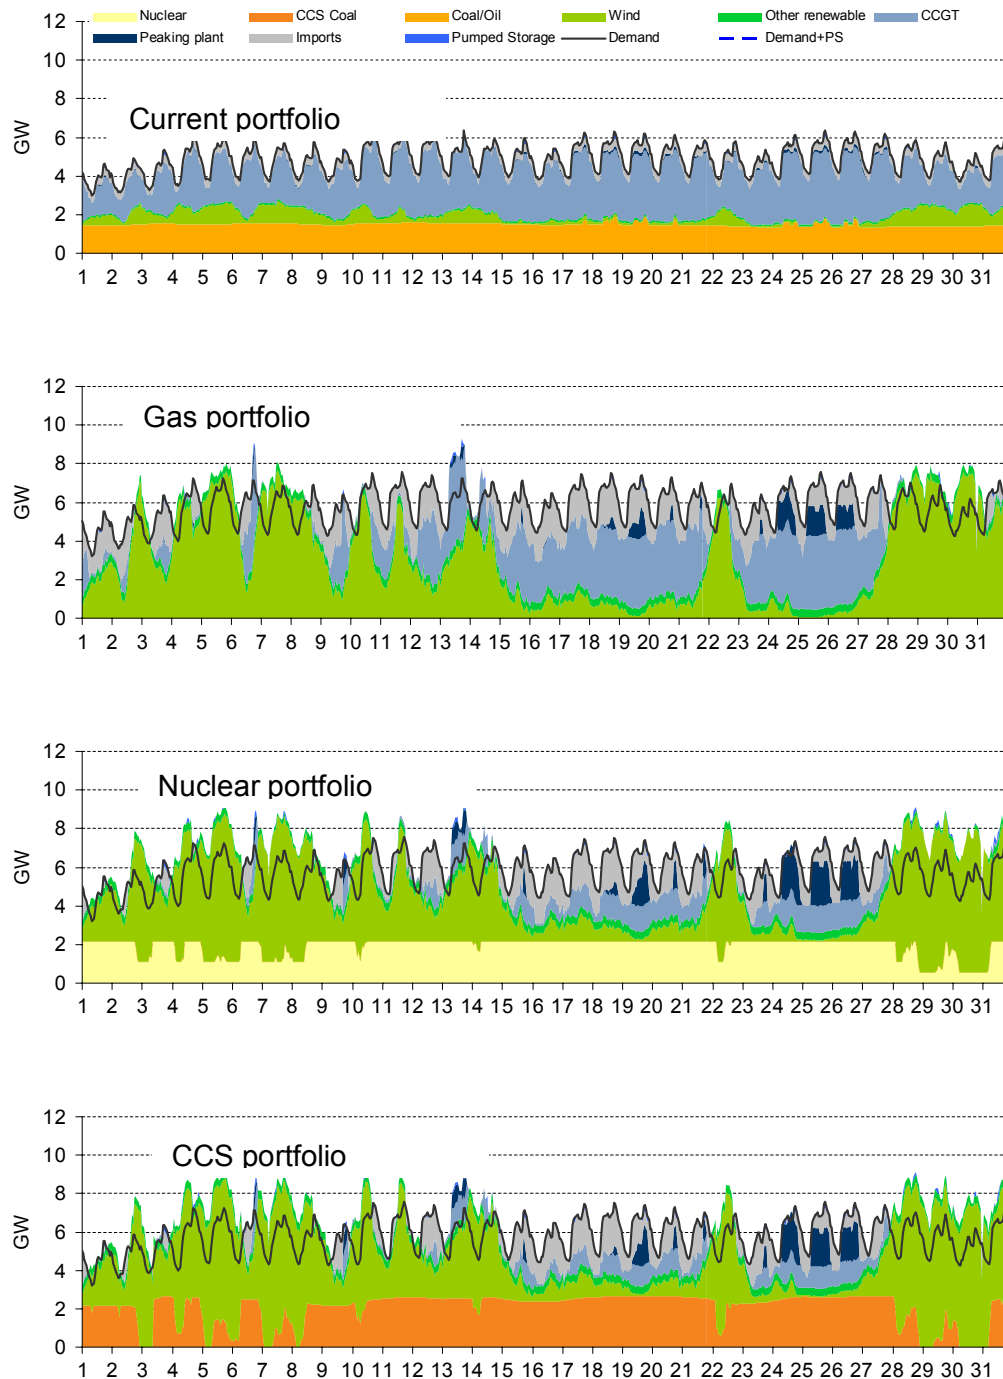 12 Nuclear CCS Coal Coal/Oil Wind Other renewable CCGT
Peaking plant Imports Pumped Storage Demand Demand+PS
10
8
Current portfolio
6
GW
4
2
0
1 2 3 4 5 6 7 8 9 10 11 12 13 14 15 16 17 18 19 20 21 22 23 24 25 26 27 28 29 30 31
12
10
Gas portfolio
8
6
GW
4
2
0
1 2 3 4 5 6 7 8 9 10 11 12 13 14 15 16 17 18 19 20 21 22 23 24 25 26 27 28 29 30 31
12
10
Nuclear portfolio
8
6
GW
4
2
0
1 2 3 4 5 6 7 8 9 10 11 12 13 14 15 16 17 18 19 20 21 22 23 24 25 26 27 28 29 30 31
12
10
CCS portfolio
8
6
GW
4
2
0
1 2 3 4 5 6 7 8 9 10 11 12 13 14 15 16 17 18 19 20 21 22 23 24 25 26 27 28 29 30 31